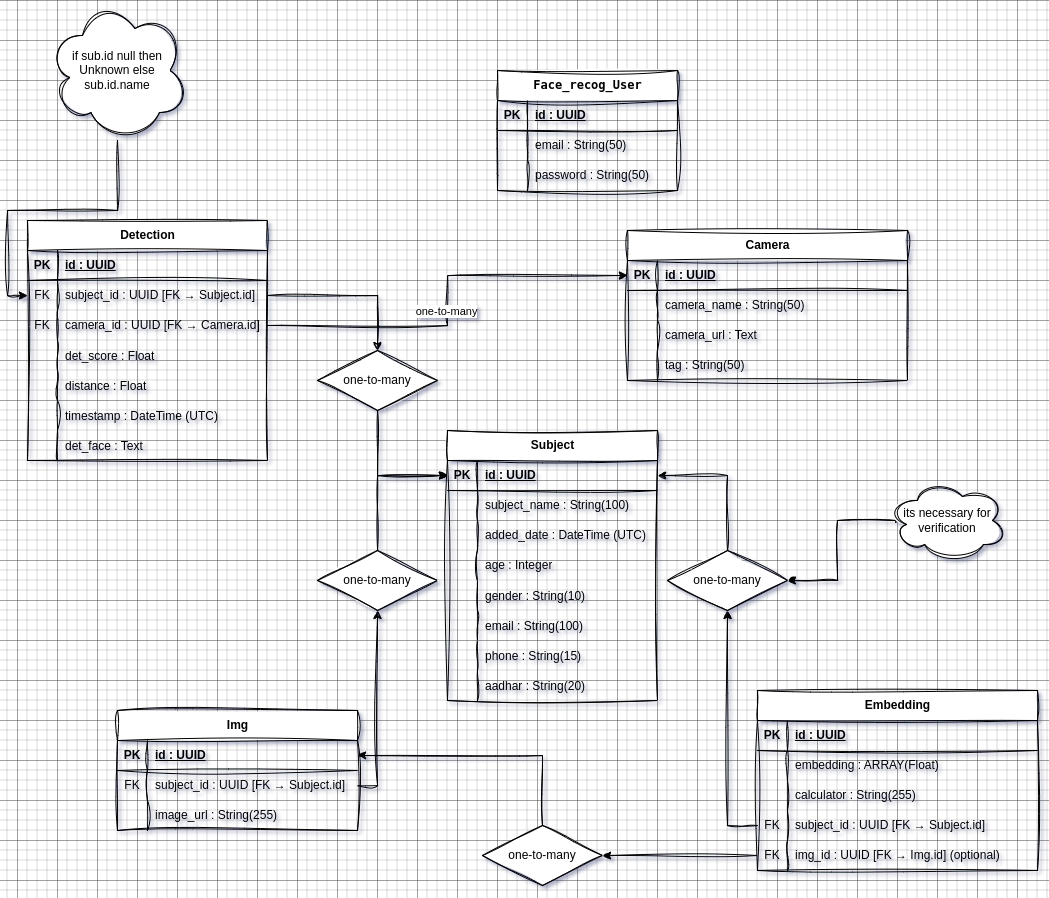 if sub.id null then
Unknown else
sub.id.name
Face_recog_User
PK id : UUID
email : String(50)
password : String(50)
Detection
PK id : UUID
FK subject_id : UUID [FK → Subject.id]
FK camera_id : UUID [FK → Camera.id]
det_score : Float
distance : Float
timestamp : DateTime (UTC)
det_face : Text
one-to-many
Camera
PK id : UUID
camera_name : String(50)
camera_url : Text
tag : String(50)
one-to-many
Subject
PK id : UUID
subject_name : String(100)
added_date : DateTime (UTC)
age : Integer
gender : String(10)
email : String(100)
phone : String(15)
aadhar : String(20)
its necessary for
verification
one-to-many
one-to-many
Img
PK id : UUID
FK subject_id : UUID [FK → Subject.id]
image_url : String(255)
Embedding
PK id : UUID
embedding : ARRAY(Float)
calculator : String(255)
FK subject_id : UUID [FK → Subject.id]
FK img_id : UUID [FK → Img.id] (optional)
one-to-many